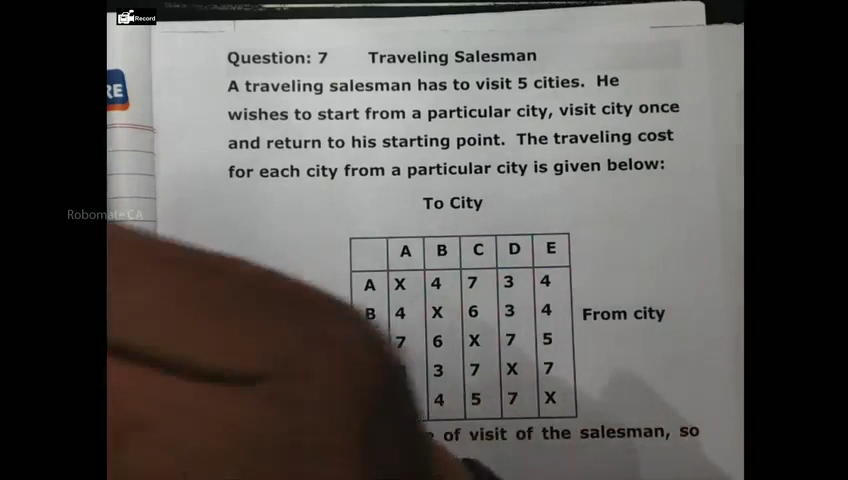 Record
RE
Question: 7 Traveling Salesman
A traveling salesman has to visit 5 cities. He
wishes to start from a particular city, visit city once
and return to his starting point. The traveling cost
for each city from a particular city is given below:
Robomate CA
To City
A B C D E
A X 4 7 3 4
B 4 X 6 3 4 From city
7 6 X 7 5
3 7 X 7
4 5 7 X
of visit of the salesman, so